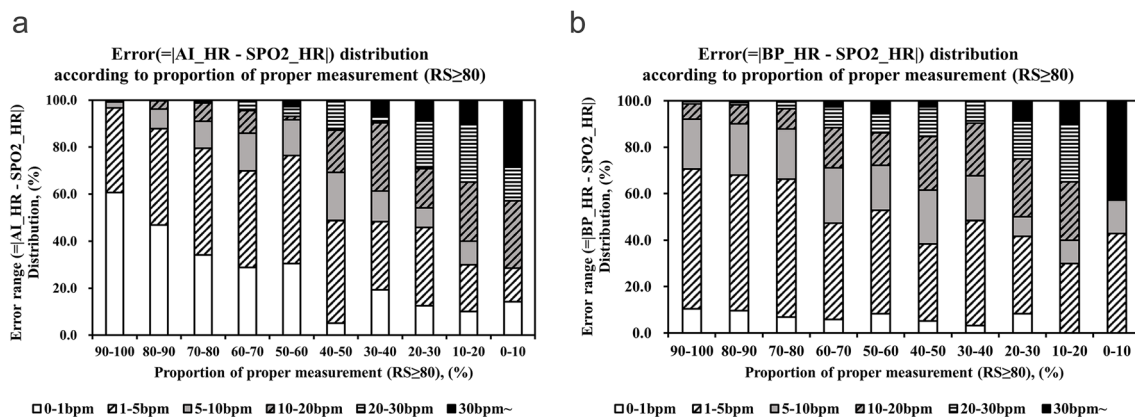 a
Error(=|AI_HR - SPO2_HR|) distribution
according to proportion of proper measurement (RS≥80)
Error range (=|AI_HR - SPO2_HR|)
Distribution, (%)
100.0
80.0
60.0
40.0
20.0
0.0
90-100 80-90 70-80 60-70 50-60 40-50 30-40 20-30 10-20 0-10
Proportion of proper measurement (RS≥80), (%)
0-1bpm 1-5bpm 5-10bpm 10-20bpm 20-30bpm 30bpm~
b
Error(=|BP_HR - SPO2_HR|) distribution
according to proportion of proper measurement (RS≥80)
Error range (=|BP_HR - SPO2_HR|)
Distribution, (%)
100.0
80.0
60.0
40.0
20.0
0.0
90-100 80-90 70-80 60-70 50-60 40-50 30-40 20-30 10-20 0-10
Proportion of proper measurement (RS≥80), (%)
0-1bpm 1-5bpm 5-10bpm 10-20bpm 20-30bpm 30bpm~